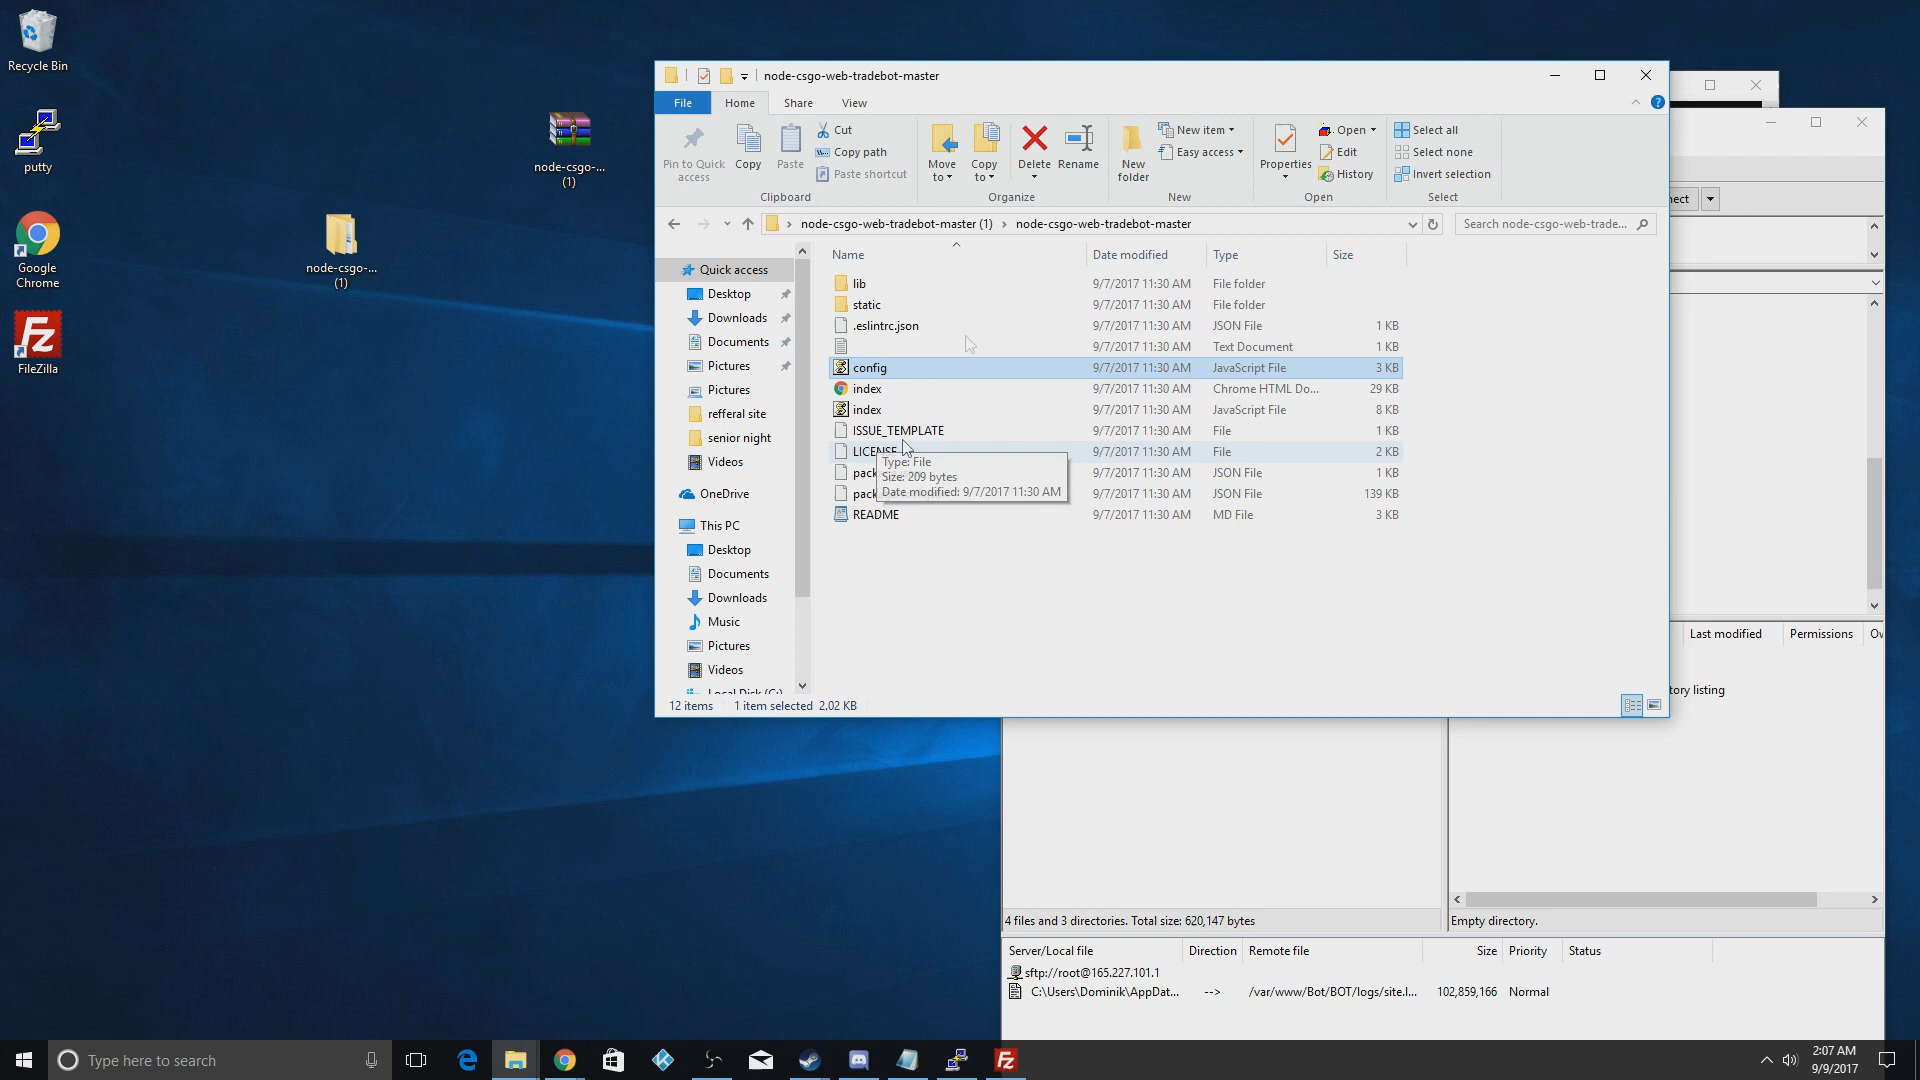 Recycle Bin
putty
Google
Chrome
FileZilla
node-csgo-...
(1)
node-csgo-...
(1)
node-csgo-web-tradebot-master
File
Home
Share
View
Pin to Quick
access
Copy
Paste
Cut
Copy path
Paste shortcut
Clipboard
Move
to
Copy
to
Delete
Rename
Organize
New
folder
New item
Easy access
New
Properties
Open
Edit
History
Open
Select all
Select none
Invert selection
Select
node-csgo-web-tradebot-master (1)
node-csgo-web-tradebot-master
Search node-csgo-web-trade...
Quick access
Desktop
Downloads
Documents
Pictures
Pictures
refferal site
senior night
Videos
OneDrive
This PC
Desktop
Documents
Downloads
Music
Pictures
Videos
Local Disk (C:)
Name Date modified Type Size
lib 9/7/2017 11:30 AM File folder
static 9/7/2017 11:30 AM File folder
.eslintrc.json 9/7/2017 11:30 AM JSON File 1 KB
9/7/2017 11:30 AM Text Document 1 KB
config 9/7/2017 11:30 AM JavaScript File 3 KB
index 9/7/2017 11:30 AM Chrome HTML Do... 29 KB
index 9/7/2017 11:30 AM JavaScript File 8 KB
ISSUE_TEMPLATE 9/7/2017 11:30 AM File 1 KB
LICENSE 9/7/2017 11:30 AM File 2 KB
pack 9/7/2017 11:30 AM JSON File 1 KB
pack 9/7/2017 11:30 AM JSON File 139 KB
README 9/7/2017 11:30 AM MD File 3 KB
Type: File
Size: 209 bytes
Date modified: 9/7/2017 11:30 AM
12 items 1 item selected 2.02 KB
nect
Last modified Permissions Ov
tory listing
4 files and 3 directories. Total size: 620,147 bytes
Empty directory.
Server/Local file Direction Remote file Size Priority Status
sftp://root@165.227.101.1
C:\Users\Dominik\AppDat... --> /var/www/Bot/BOT/logs/site.l... 102,859,166 Normal
Type here to search
2:07 AM
9/9/2017